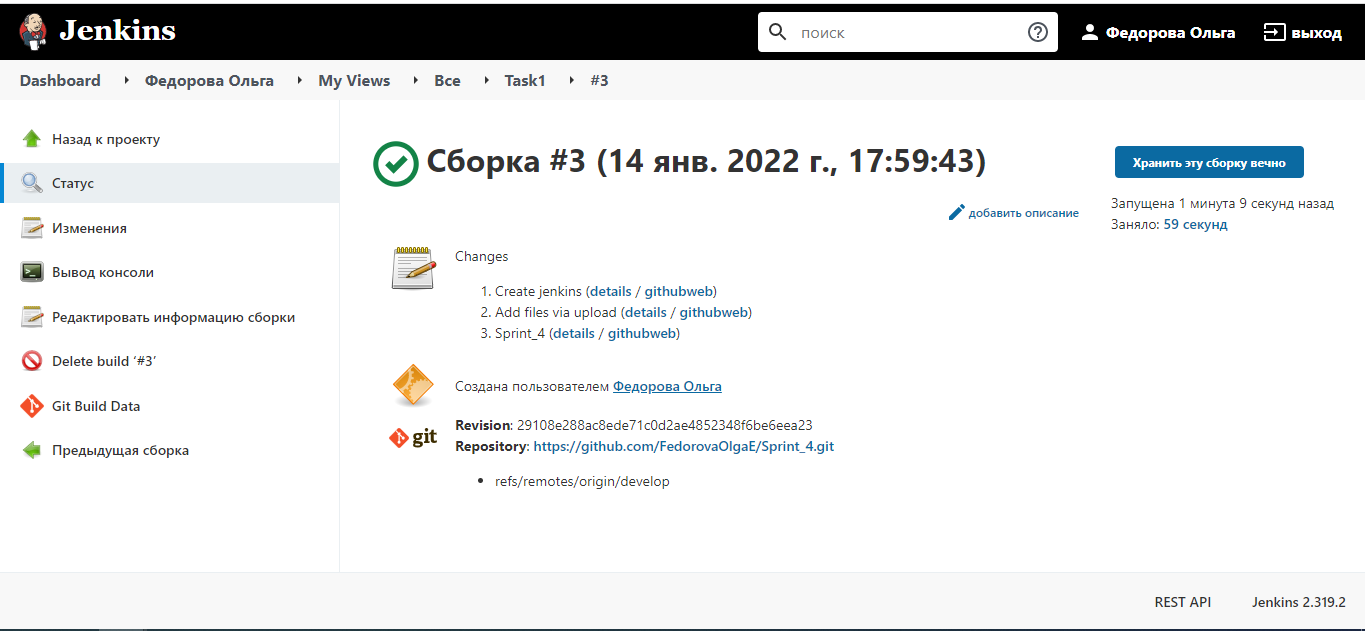 Jenkins
поиск
Федорова Ольга
выход
Dashboard
Федорова Ольга
My Views
Все
Task1
#3
Назад к проекту
Статус
Изменения
Вывод консоли
Редактировать информацию сборки
Delete build ‘#3’
Git Build Data
Предыдущая сборка
Сборка #3 (14 янв. 2022 г., 17:59:43)
Хранить эту сборку вечно
добавить описание
Запущена 1 минута 9 секунд назад
Заняло: 59 секунд
Changes
1. Create jenkins (details / githubweb)
2. Add files via upload (details / githubweb)
3. Sprint_4 (details / githubweb)
Создана пользователем Федорова Ольга
git
Revision: 29108e288ac8ede71c0d2ae4852348f6be6eea23
Repository: https://github.com/FedorovaOlgaE/Sprint_4.git
• refs/remotes/origin/develop
REST API
Jenkins 2.319.2